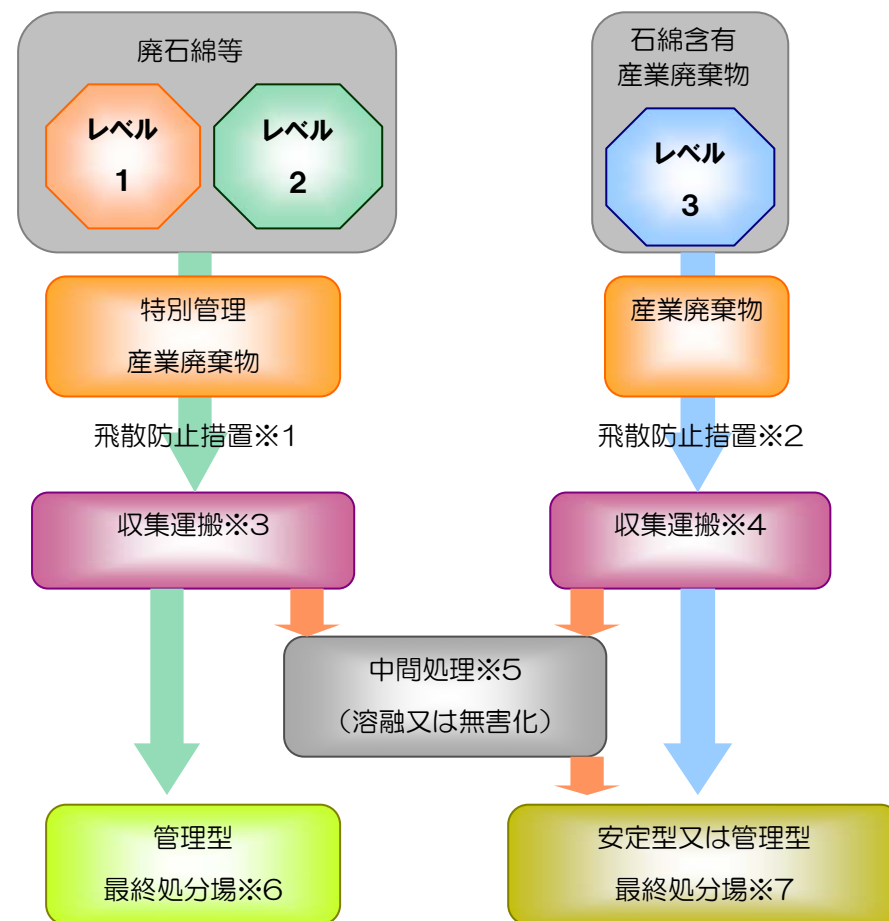 廃石綿等
レベル
1
レベル
2
石綿含有
産業廃棄物
レベル
3
特別管理
産業廃棄物
産業廃棄物
飛散防止措置※1
飛散防止措置※2
収集運搬※3
収集運搬※4
中間処理※5
（溶融又は無害化）
管理型
最終処分場※6
安定型又は管理型
最終処分場※7